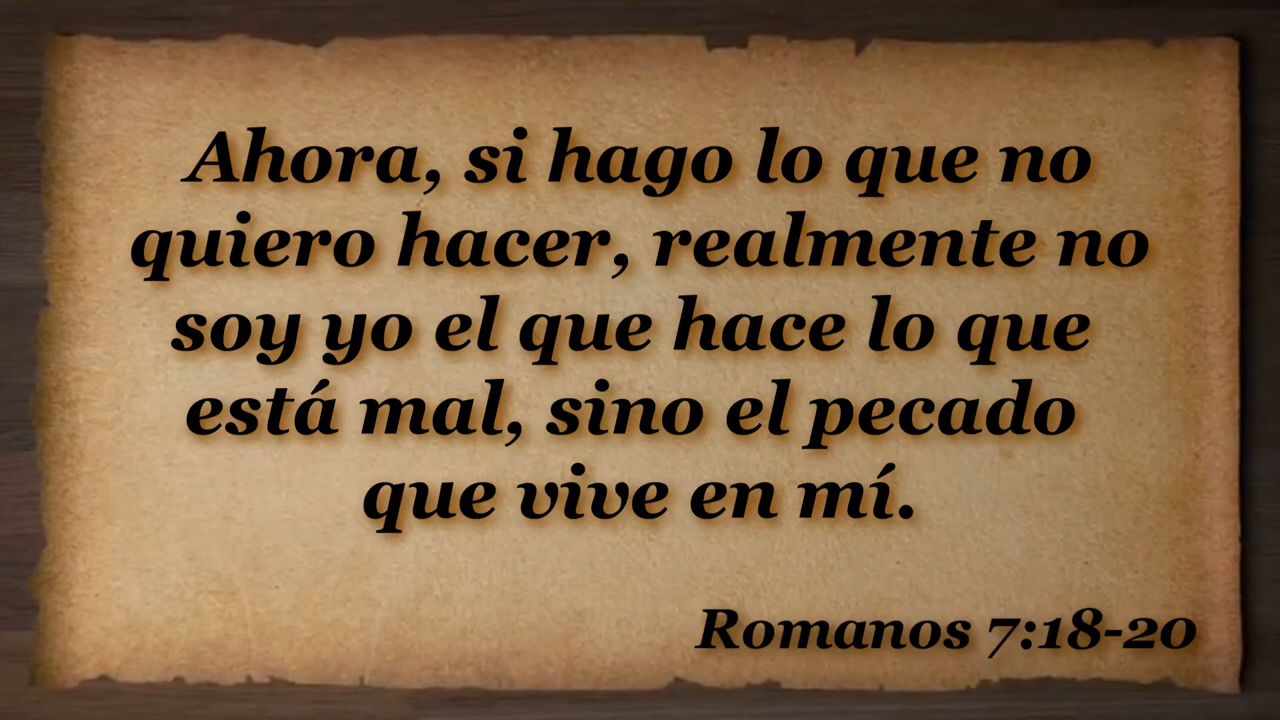 Ahora, si hago lo que no
quiero hacer, realmente no
soy yo el que hace lo que
está mal, sino el pecado
que vive en mí.
Romanos 7:18-20